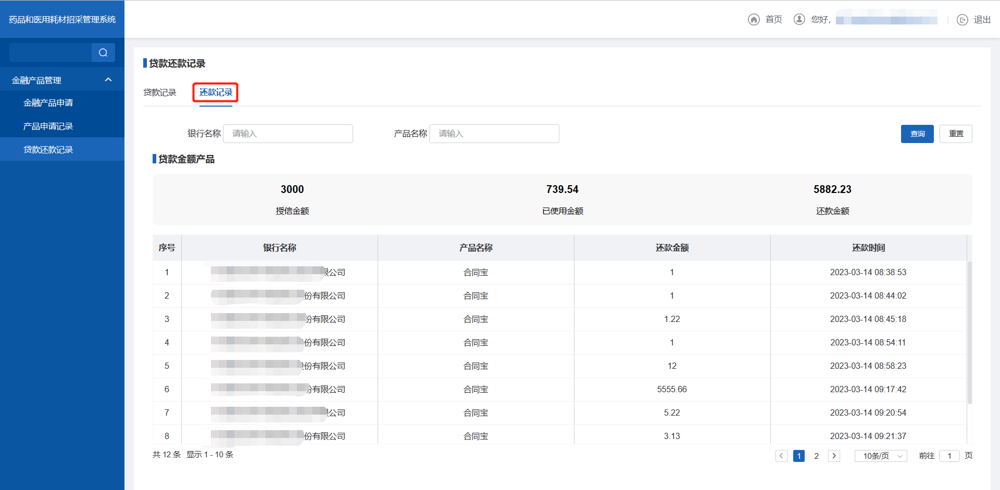 药品和医用耗材招采管理系统
首页 您好, 退出
金融产品管理
金融产品申请
产品申请记录
贷款还款记录
贷款还款记录
贷款记录 还款记录
银行名称 请输入 产品名称 请输入 查询 重置
贷款金额产品
3000 739.54 5882.23
授信金额 已使用金额 还款金额
序号 银行名称 产品名称 还款金额 还款时间
1 限公司 合同宝 1 2023-03-14 08:38:53
2 份有限公司 合同宝 1 2023-03-14 08:44:02
3 份有限公司 合同宝 1.22 2023-03-14 08:45:18
4 份有限公司 合同宝 1 2023-03-14 08:54:11
5 份有限公司 合同宝 12 2023-03-14 08:58:23
6 份有限公司 合同宝 5555.66 2023-03-14 09:17:42
7 公司 合同宝 5.22 2023-03-14 09:20:54
8 份有限公司 合同宝 3.13 2023-03-14 09:21:37
共 12 条 显示 1 - 10 条 1 2 10条/页 前往 1 页